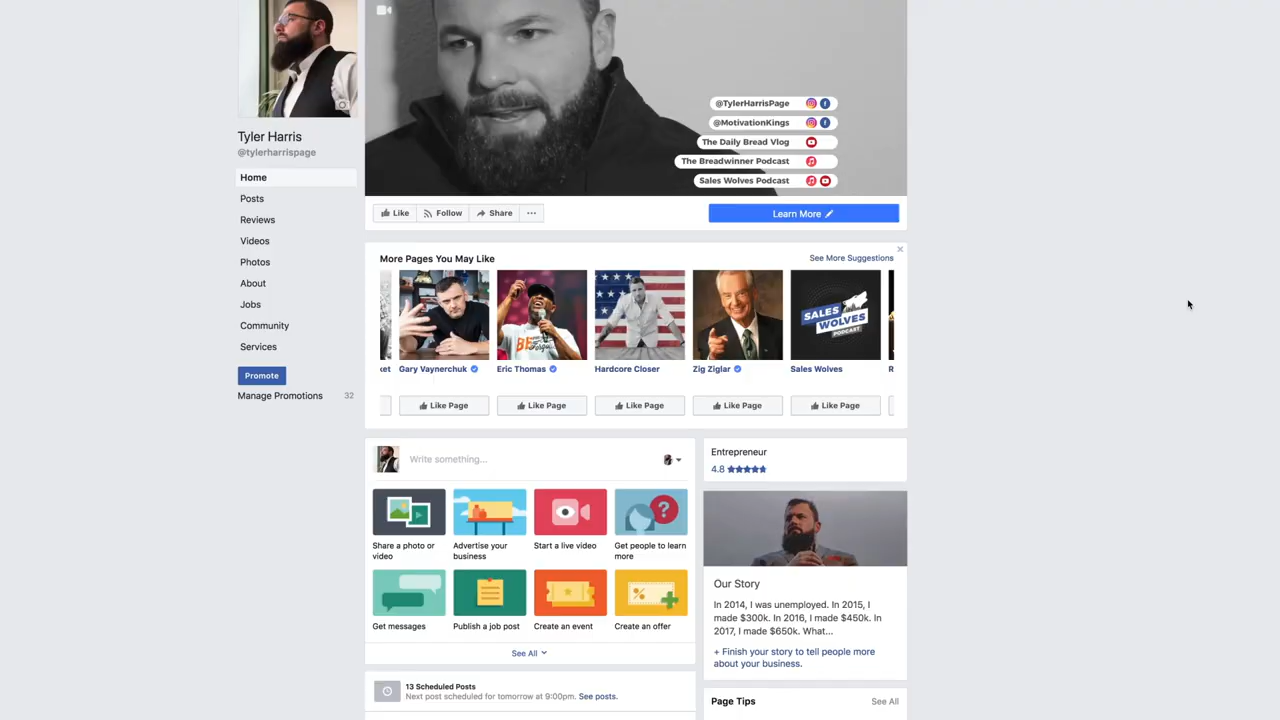 @TylerHarrisPage
@MotivationKings
The Daily Bread Vlog
The Breadwinner Podcast
Sales Wolves Podcast
Tyler Harris
@tylerharrispage
Home
Posts
Reviews
Videos
Photos
About
Jobs
Community
Services
Promote
Manage Promotions 32
Like Follow Share ...
Learn More
More Pages You May Like
See More Suggestions
BE
SALES
WOLVES
PODCAST
ket Gary Vaynerchuk Eric Thomas Hardcore Closer Zig Ziglar Sales Wolves R
Like Page Like Page Like Page Like Page Like Page
Write something...
Share a photo or
video
Advertise your
business
Start a live video
Get people to learn
more
Get messages
Publish a job post
Create an event
Create an offer
See All
13 Scheduled Posts
Next post scheduled for tomorrow at 9:00pm. See posts.
Entrepreneur
4.8
Our Story
In 2014, I was unemployed. In 2015, I
made $300k. In 2016, I made $450k. In
2017, I made $650k. What...
+ Finish your story to tell people more
about your business.
Page Tips See All